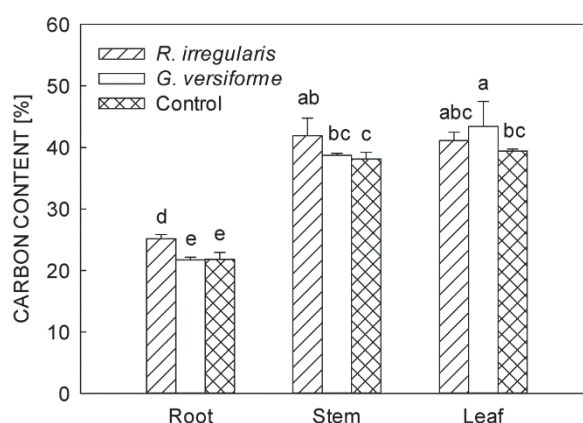 CARBON CONTENT [%]
60
50
40
30
20
10
0
R. irregularis
G. versiforme
Control
d
e
e
ab
bc
c
abc
a
bc
Root
Stem
Leaf